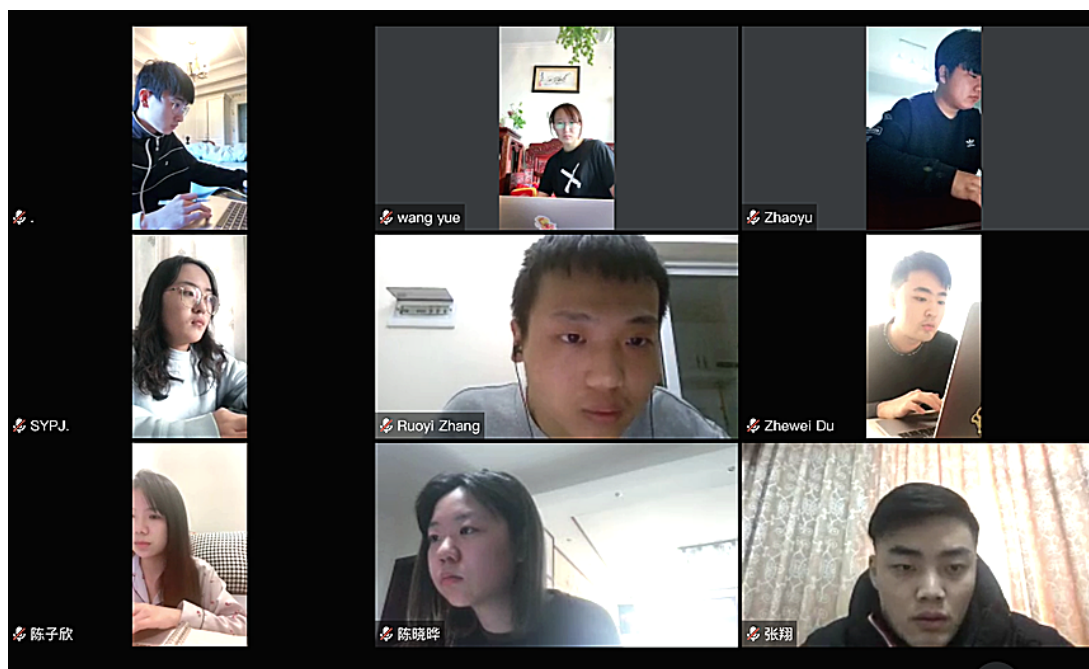 .
wang yue
Zhaoyu
SYPJ.
Ruoyi Zhang
Zhewei Du
陈子欣
陈晓晔
张翔